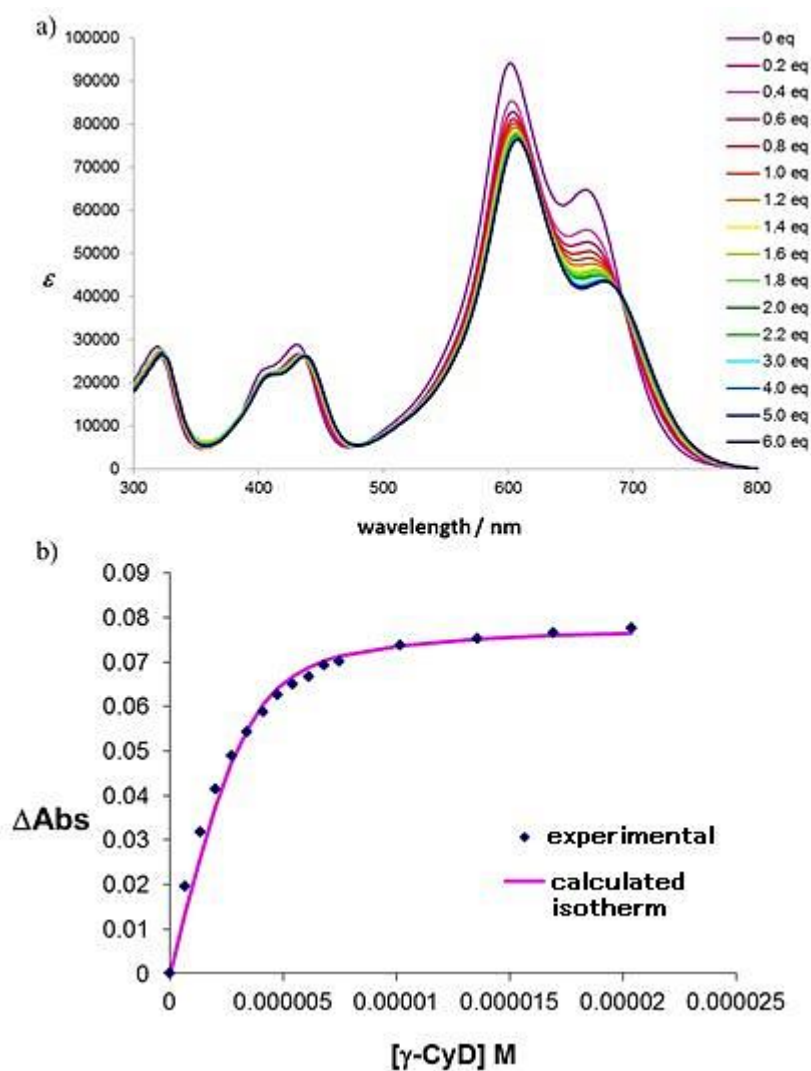 a)
100000
90000
80000
70000
60000
50000
40000
30000
20000
10000
0
ε
300 400 500 600 700 800
wavelength / nm
0 eq
0.2 eq
0.4 eq
0.6 eq
0.8 eq
1.0 eq
1.2 eq
1.4 eq
1.6 eq
1.8 eq
2.0 eq
2.2 eq
3.0 eq
4.0 eq
5.0 eq
6.0 eq
b)
0.09
0.08
0.07
0.06
0.05
0.04
0.03
0.02
0.01
0
ΔAbs
experimental
calculated
isotherm
0 0.000005 0.00001 0.000015 0.00002 0.000025
[γ-CyD] M